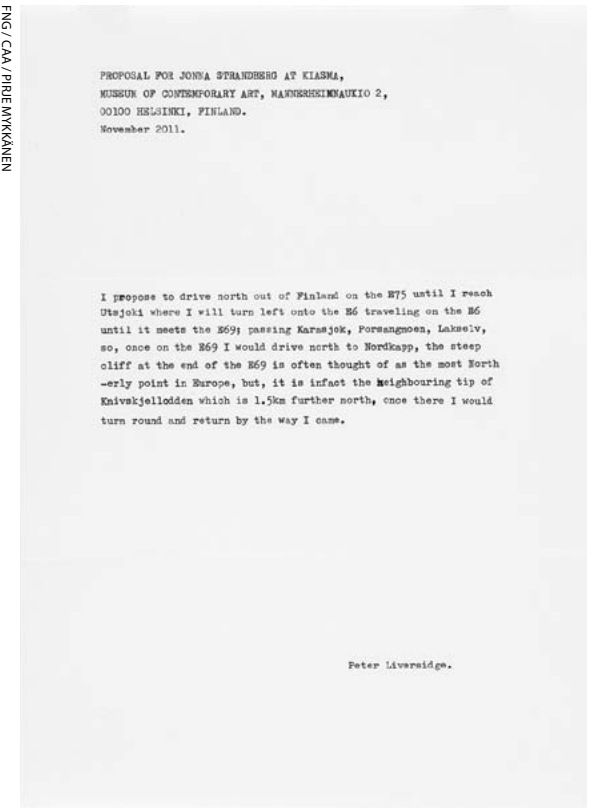 FNG / CAA / PIRJE MYKKÄNEN
PROPOSAL FOR JONNA STRANDBERG AT KIASMA,
MUSEUM OF CONTEMPORARY ART, MANNERHEIMNAUKIO 2,
00100 HELSINKI, FINLAND.
November 2011.
I propose to drive north out of Finland on the E75 until I reach
Utsjoki where I will turn left onto the E6 traveling on the E6
until it meets the E69; passing Karasjok, Porsangmoen, Lakselv,
so, once on the E69 I would drive north to Nordkapp, the steep
cliff at the end of the E69 is often thought of as the most North
-erly point in Europe, but, it is infact the neighbouring tip of
Knivskjellodden which is 1.5km further north, once there I would
turn round and return by the way I came.
Peter Liversidge.